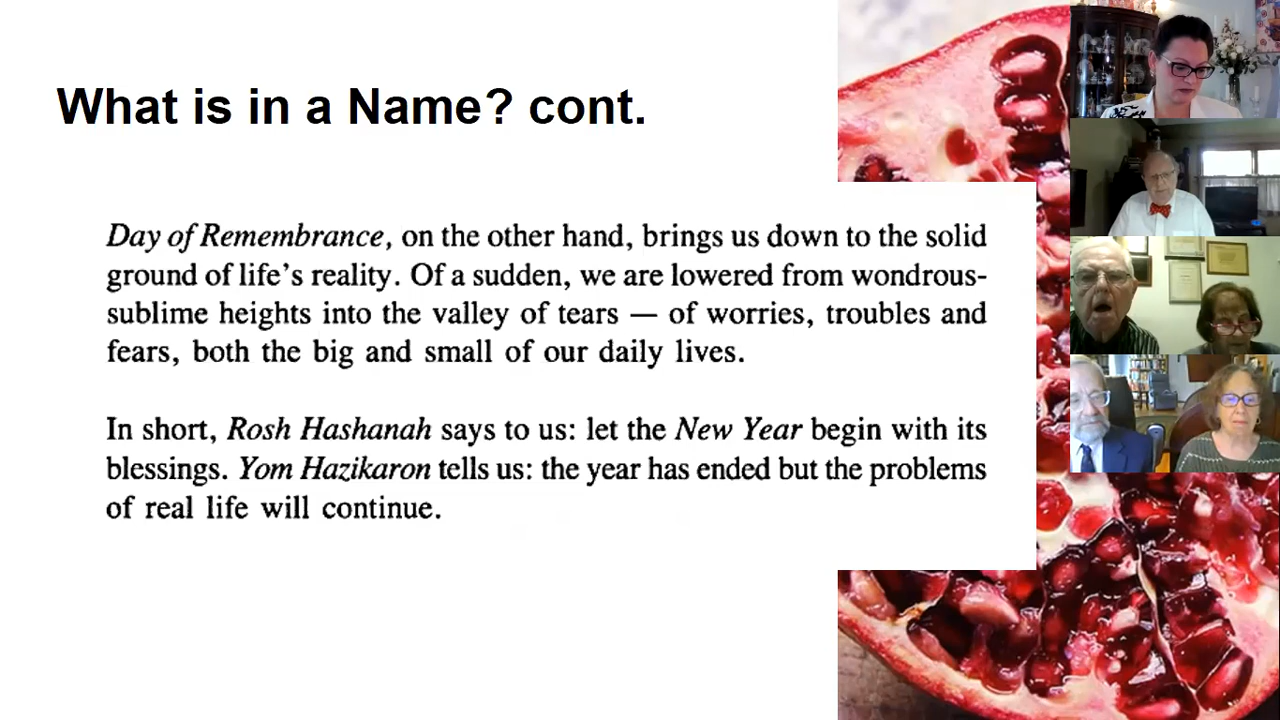 What is in a Name? cont.
Day of Remembrance, on the other hand, brings us down to the solid
ground of life's reality. Of a sudden, we are lowered from wondrous-
sublime heights into the valley of tears — of worries, troubles and
fears, both the big and small of our daily lives.
In short, Rosh Hashanah says to us: let the New Year begin with its
blessings. Yom Hazikaron tells us: the year has ended but the problems
of real life will continue.